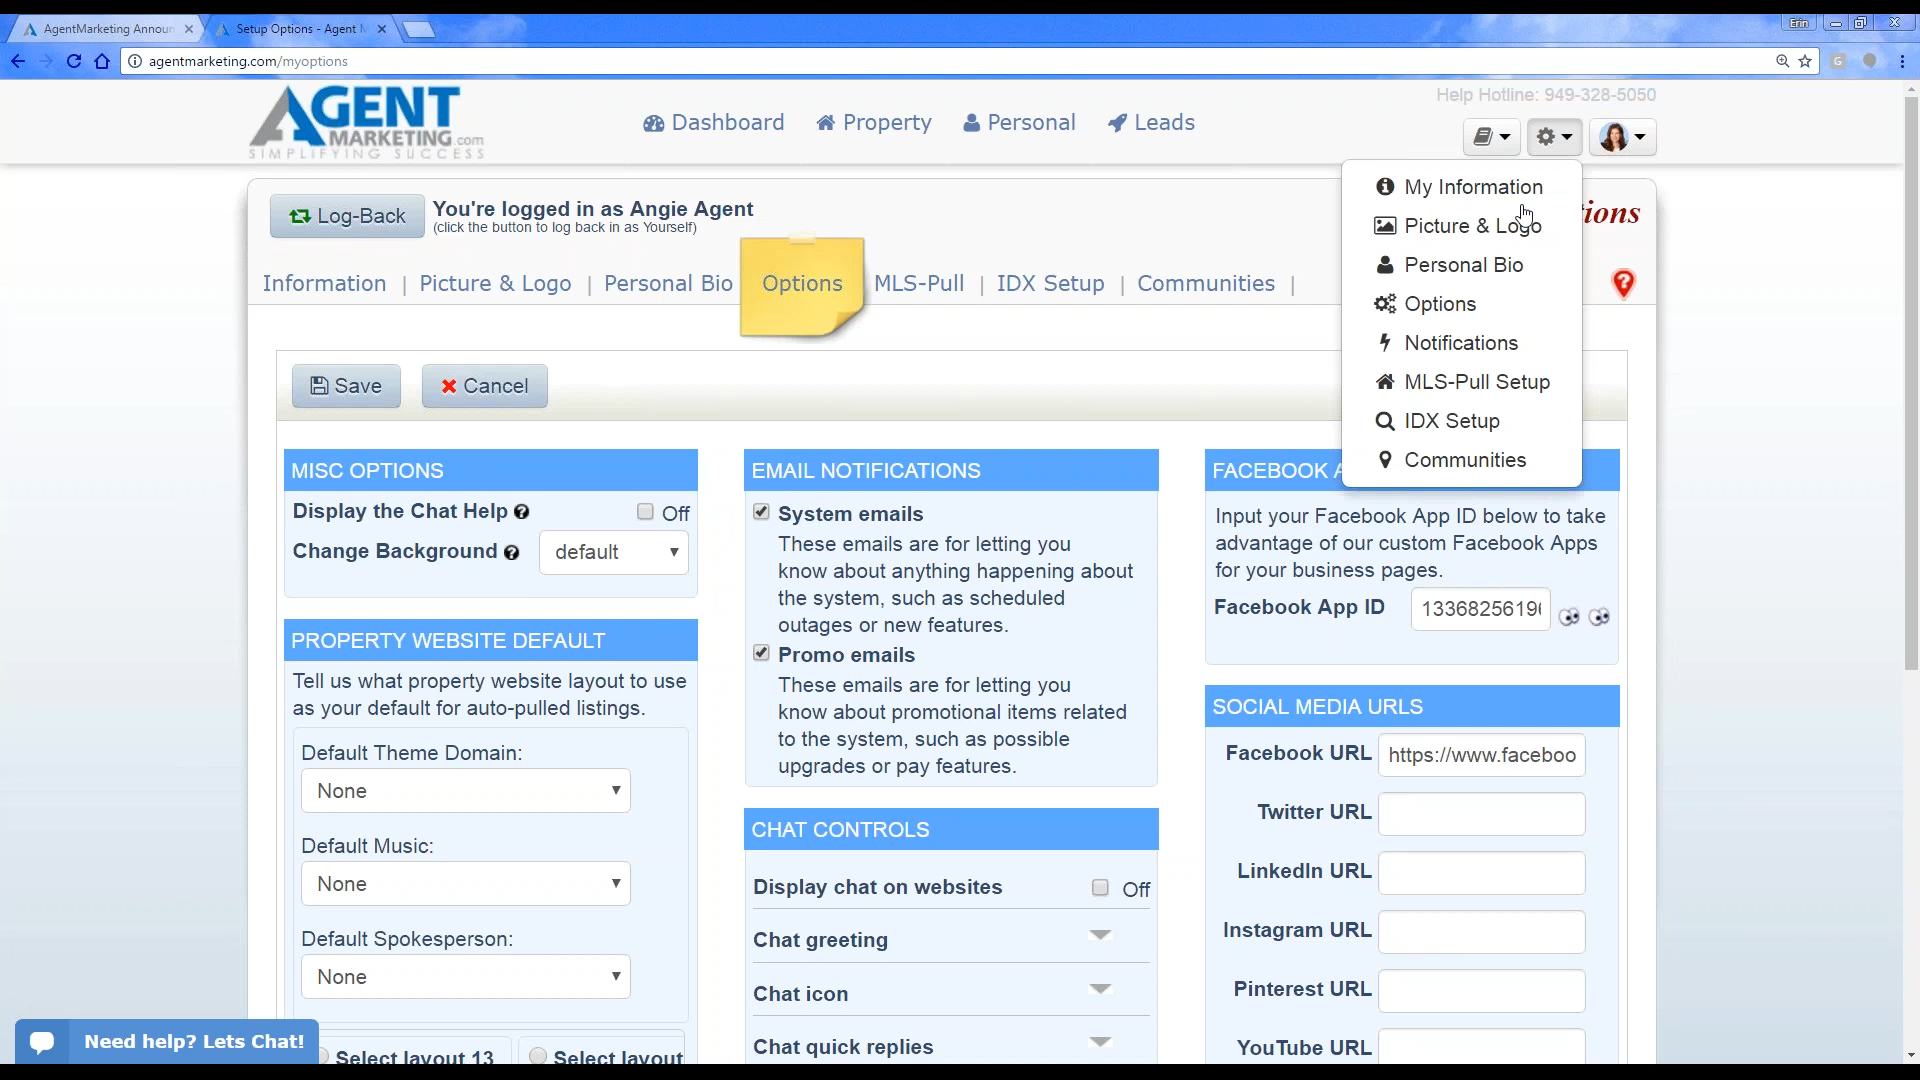 AgentMarketing Announ
Setup Options - Agent M
Erin
agentmarketing.com/myoptions
Help Hotline: 949-328-5050
AGENT
MARKETING.com
SIMPLIFYING SUCCESS
Dashboard
Property
Personal
Leads
My Information
Picture & Logo
Personal Bio
Options
Notifications
MLS-Pull Setup
IDX Setup
Communities
Log-Back
You're logged in as Angie Agent
(click the button to log back in as Yourself)
tions
Information | Picture & Logo | Personal Bio
Options
MLS-Pull | IDX Setup | Communities |
Save
Cancel
MISC OPTIONS
Display the Chat Help
Off
Change Background
default
PROPERTY WEBSITE DEFAULT
Tell us what property website layout to use
as your default for auto-pulled listings.
Default Theme Domain:
None
Default Music:
None
Default Spokesperson:
None
Select layout 13
Select layout
EMAIL NOTIFICATIONS
System emails
These emails are for letting you
know about anything happening about
the system, such as scheduled
outages or new features.
Promo emails
These emails are for letting you
know about promotional items related
to the system, such as possible
upgrades or pay features.
CHAT CONTROLS
Display chat on websites
Off
Chat greeting
Chat icon
Chat quick replies
FACEBOOK A
Input your Facebook App ID below to take
advantage of our custom Facebook Apps
for your business pages.
Facebook App ID
1336825619
SOCIAL MEDIA URLS
Facebook URL
https://www.faceboo
Twitter URL
LinkedIn URL
Instagram URL
Pinterest URL
YouTube URL
Need help? Lets Chat!